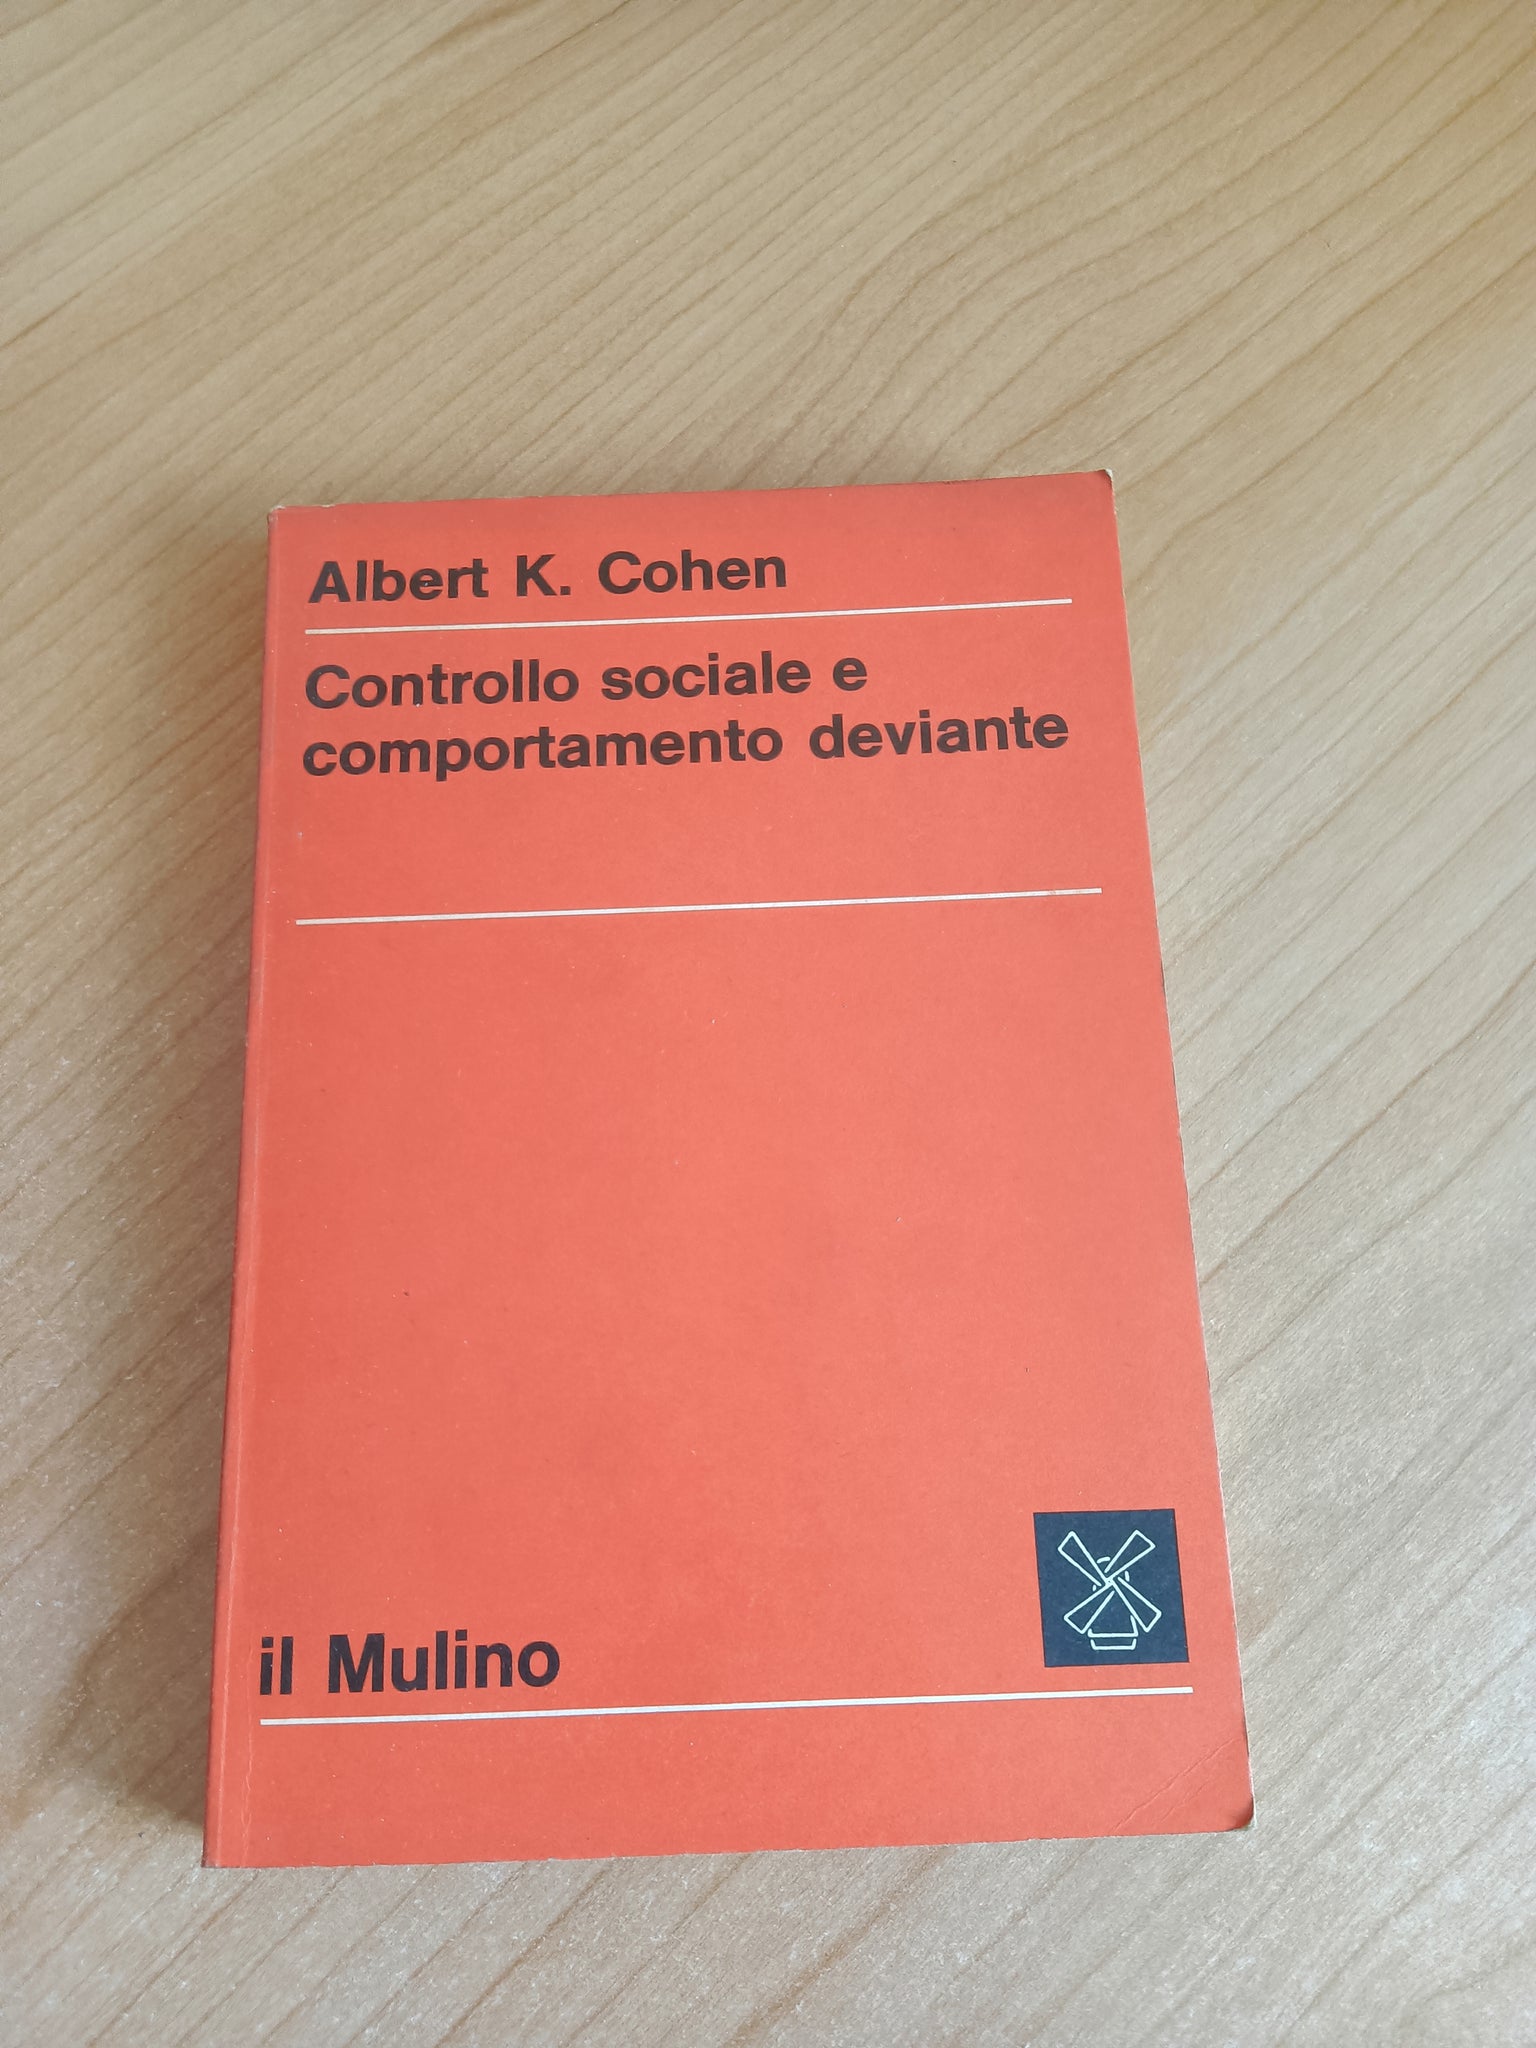 Albert K. Cohen
Controllo sociale e
comportamento deviante
il Mulino